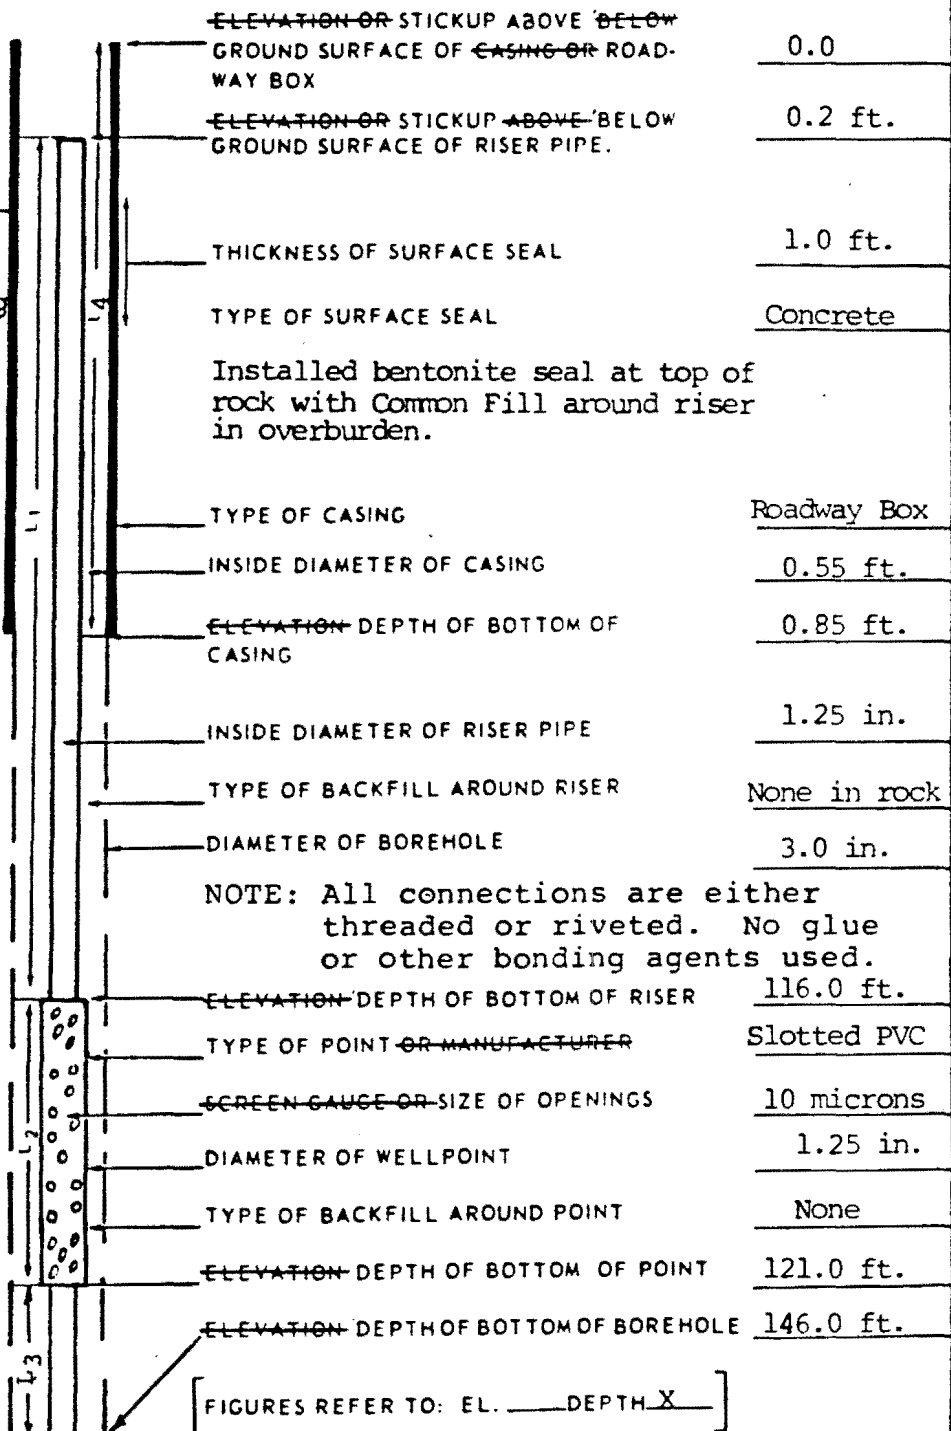 ELEVATION OR STICKUP ABOVE BELOW
GROUND SURFACE OF CASING OR ROAD-
WAY BOX
0.0
ELEVATION OR STICKUP ABOVE BELOW
GROUND SURFACE OF RISER PIPE.
0.2 ft.
THICKNESS OF SURFACE SEAL
1.0 ft.
TYPE OF SURFACE SEAL
Concrete
L4
Installed bentonite seal at top of
rock with Common Fill around riser
in overburden.
L1
TYPE OF CASING
Roadway Box
INSIDE DIAMETER OF CASING
0.55 ft.
ELEVATION DEPTH OF BOTTOM OF
CASING
0.85 ft.
INSIDE DIAMETER OF RISER PIPE
1.25 in.
TYPE OF BACKFILL AROUND RISER
None in rock
DIAMETER OF BOREHOLE
3.0 in.
NOTE: All connections are either
threaded or riveted. No glue
or other bonding agents used.
ELEVATION DEPTH OF BOTTOM OF RISER
116.0 ft.
TYPE OF POINT OR MANUFACTURER
Slotted PVC
SCREEN GAUGE OR SIZE OF OPENINGS
10 microns
L2
DIAMETER OF WELLPOINT
1.25 in.
TYPE OF BACKFILL AROUND POINT
None
ELEVATION DEPTH OF BOTTOM OF POINT
121.0 ft.
ELEVATION DEPTH OF BOTTOM OF BOREHOLE
146.0 ft.
L3
FIGURES REFER TO: EL. ____DEPTH X